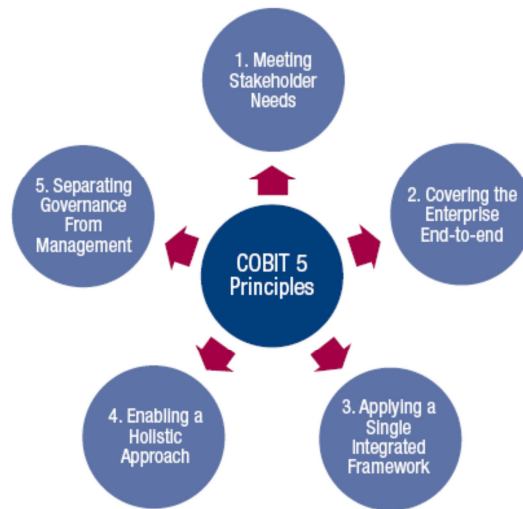 1. Meeting
Stakeholder
Needs
2. Covering the
Enterprise
End-to-end
3. Applying a
Single
Integrated
Framework
4. Enabling a
Holistic
Approach
5. Separating
Governance
From
Management
COBIT 5
Principles